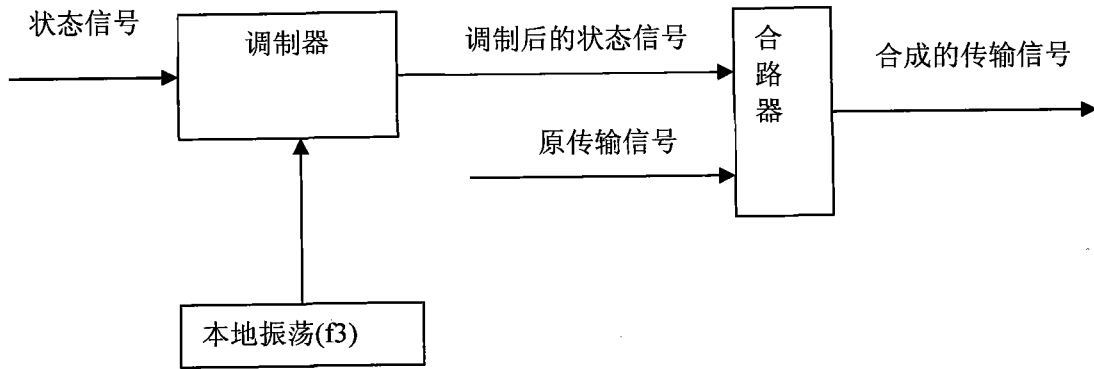 状态信号
调制器
调制后的状态信号
合路器
合成的传输信号
原传输信号
本地振荡(f3)